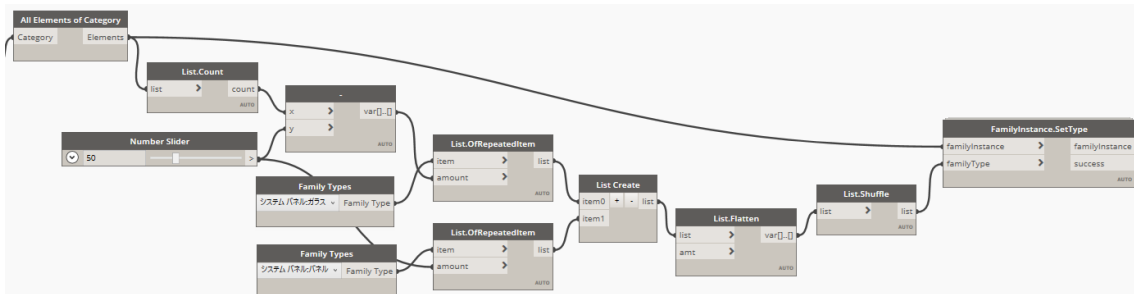 All Elements of Category
Category > Elements
List.Count
list > count
AUTO
-
x > var[]..[]
y >
AUTO
Number Slider
50 >
Family Types
システム パネル:ガラス Family Type
Family Types
システム パネル:パネル Family Type
List.OfRepeatedItem
item > list
amount >
AUTO
List.OfRepeatedItem
item > list
amount >
AUTO
List Create
item0 + - list
item1
List.Flatten
list > var[]..[]
amt >
AUTO
List.Shuffle
list > list
AUTO
FamilyInstance.SetType
familyInstance > familyInstance
familyType > success
AUTO